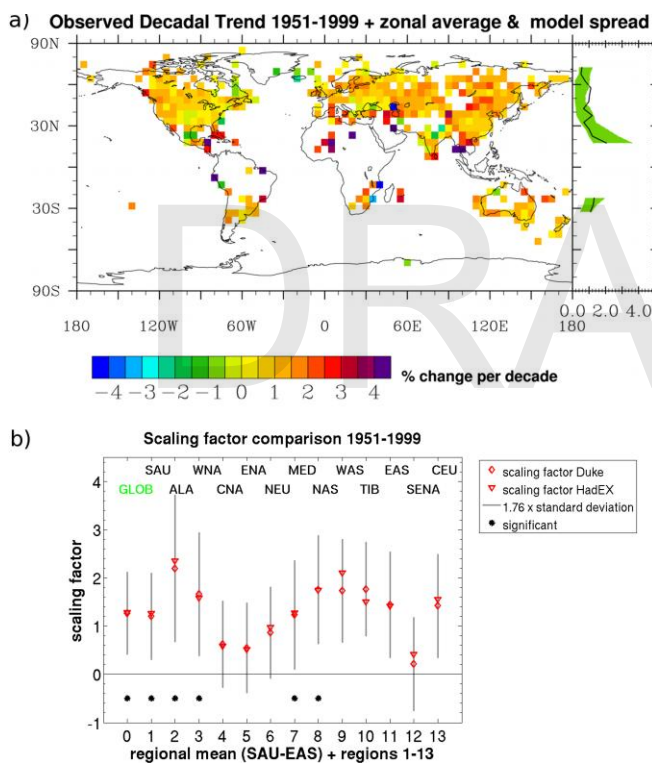 a) Observed Decadal Trend 1951-1999 + zonal average & model spread
90N
30N
30S
90S
180 120W 60W 0 60E 120E 180
0.0 2.0 4.0
DRA
−4 −3 −2 −1 0 1 2 3 4
% change per decade
b) Scaling factor comparison 1951-1999
SAU WNA ENA MED WAS EAS CEU
GLOB ALA CNA NEU NAS TIB SENA
scaling factor
4
3
2
1
0
-1
0 1 2 3 4 5 6 7 8 9 10 11 12 13
regional mean (SAU-EAS) + regions 1-13
scaling factor Duke
scaling factor HadEX
1.76 x standard deviation
significant